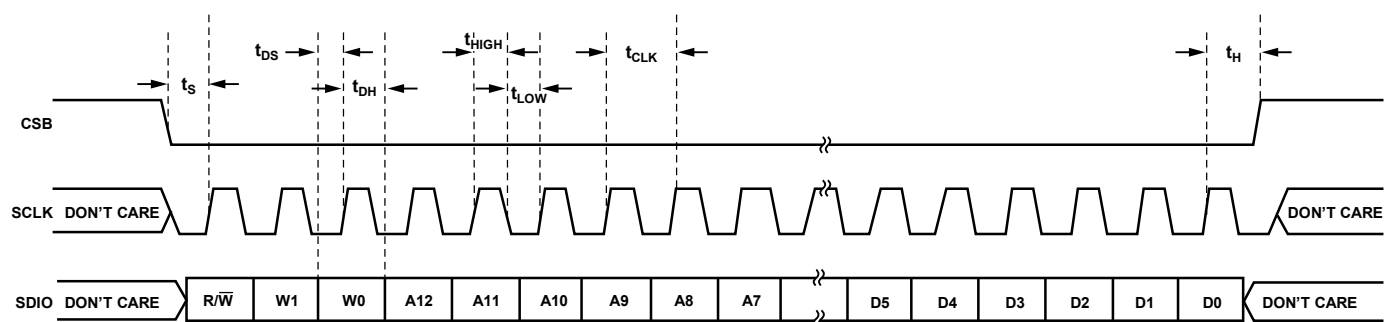 tDS
tHIGH
tCLK
tH
tS
tDH
tLOW
CSB
SCLK DON'T CARE
DON'T CARE
SDIO DON'T CARE R/W̅ W1 W0 A12 A11 A10 A9 A8 A7 D5 D4 D3 D2 D1 D0 DON'T CARE